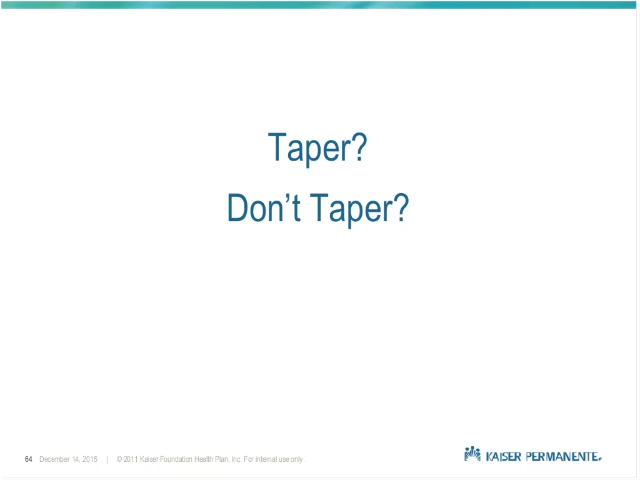 Taper?
Don't Taper?
64 December 14, 2015 | © 2011 Kaiser Foundation Health Plan, Inc. For internal use only
KAISER PERMANENTE.